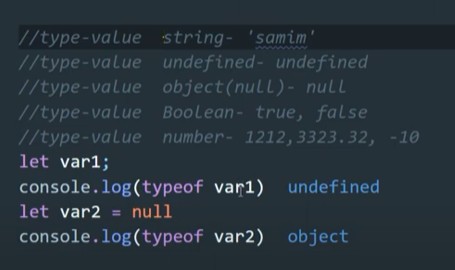 //type-value  string- 'samim'
//type-value  undefined- undefined
//type-value  object(null)- null
//type-value  Boolean- true, false
//type-value  number- 1212,3323.32, -10
let var1;
console.log(typeof var1)  undefined
let var2 = null
console.log(typeof var2)  object